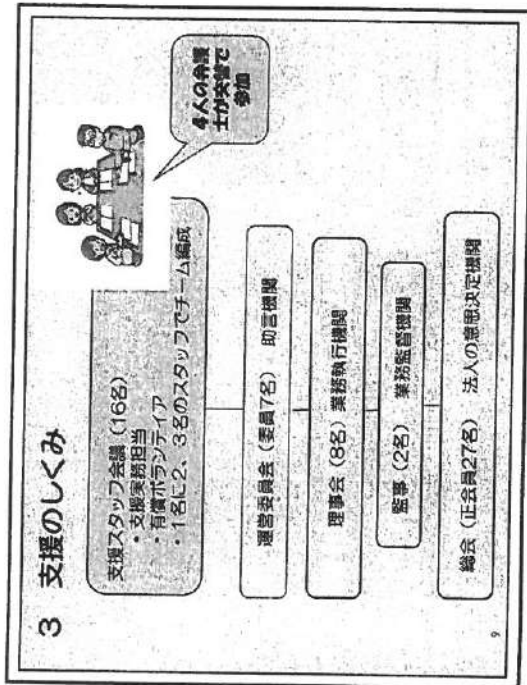 3 支援のしくみ
支援スタッフ会議（16名）
・支援実務担当
・有償ボランティア
・1名に2、3名のスタッフでチーム編成
4人の弁護
士が交替で
参加
運営委員会（委員7名） 助言機関
理事会（8名）業務執行機関
監事（2名） 業務監督機関
総会（正会員27名） 法人の意思決定機関
9